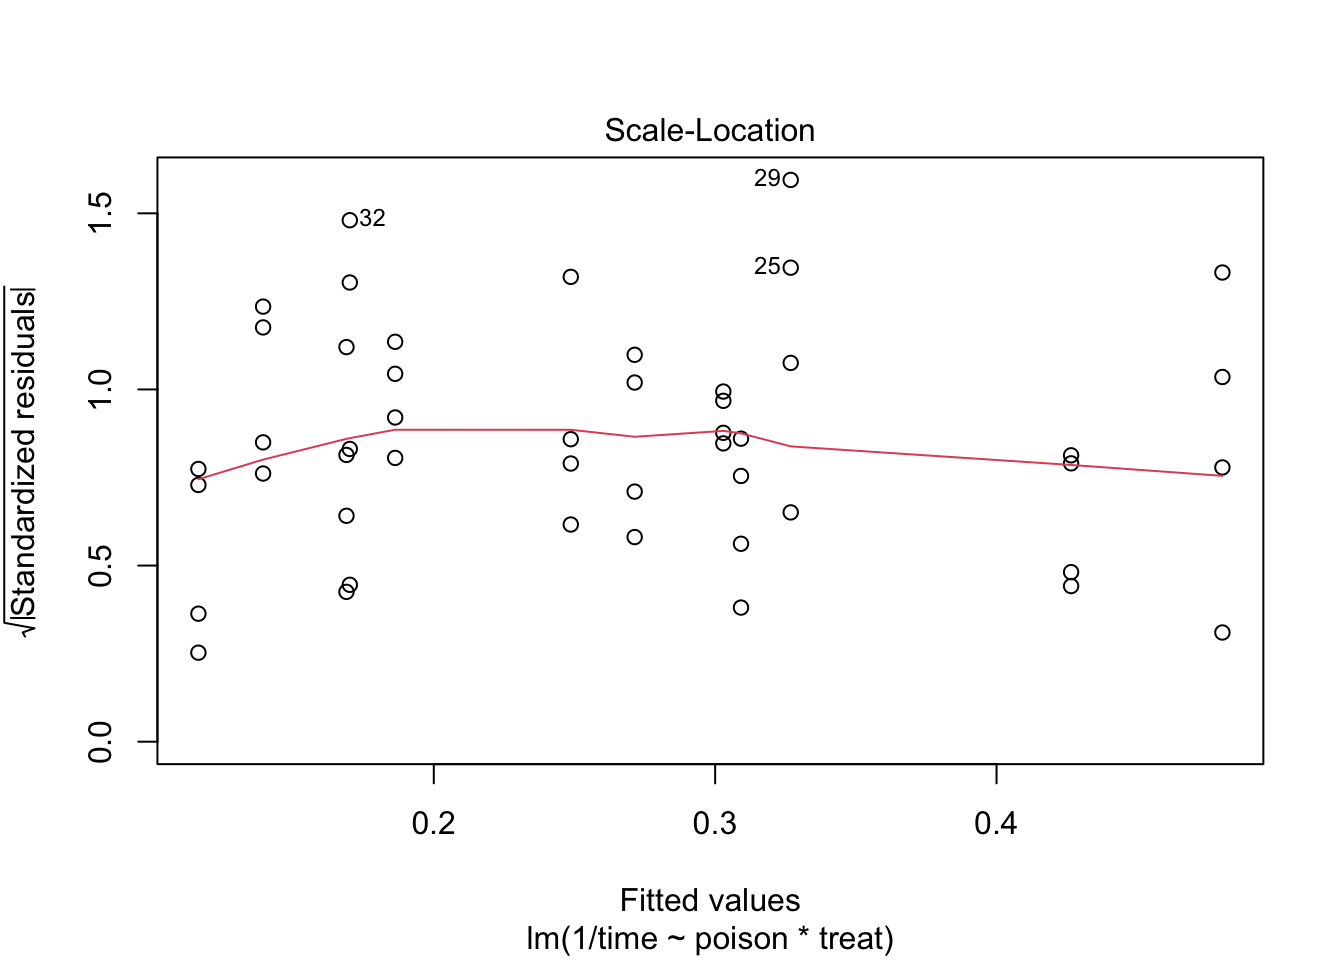 Scale-Location
√|Standardized residuals|
1.5
1.0
0.5
0.0
29
32
25
0.2 0.3 0.4
Fitted values
lm(1/time ~ poison * treat)